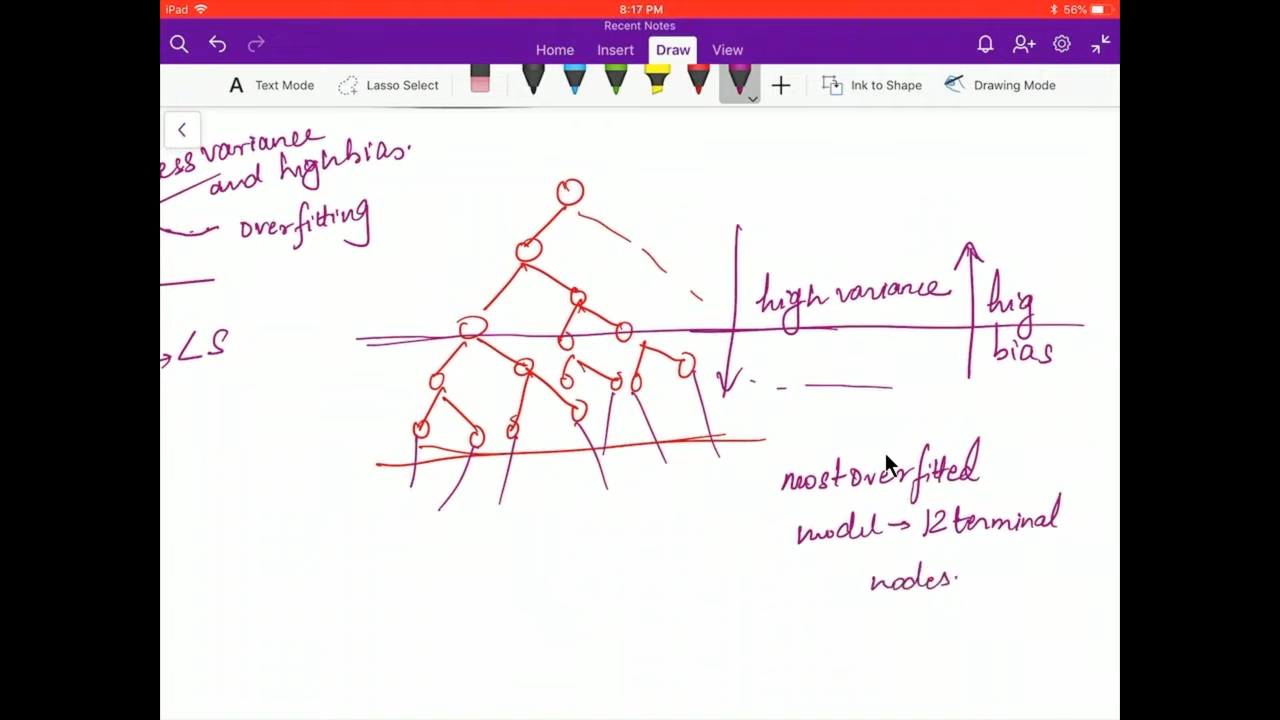 iPad
8:17 PM
56%
Recent Notes
Home Insert Draw View
Text Mode
Lasso Select
Ink to Shape
Drawing Mode
ess variance
and high bias.
overfitting
LS
high variance
hig
bias
most overfitted
model → 12 terminal
nodes.